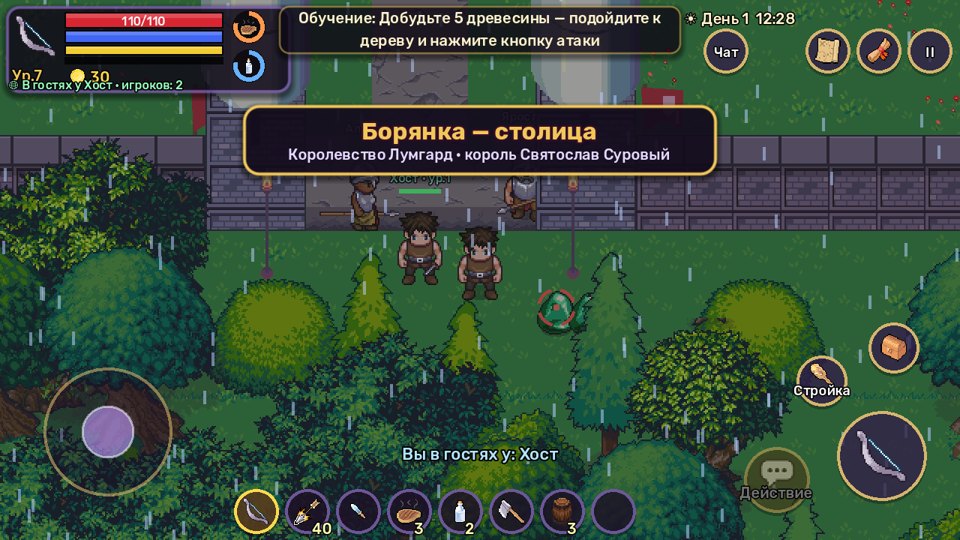 110/110
Ур.7
30
В гостях у Хост • игроков: 2
Обучение: Добудьте 5 древесины — подойдите к
дереву и нажмите кнопку атаки
День 1 12:28
Чат
Борянка — столица
Королевство Лумгард • король Святослав Суровый
Хост · ур.1
Стройка
Вы в гостях у: Хост
Действие
40
3
2
3